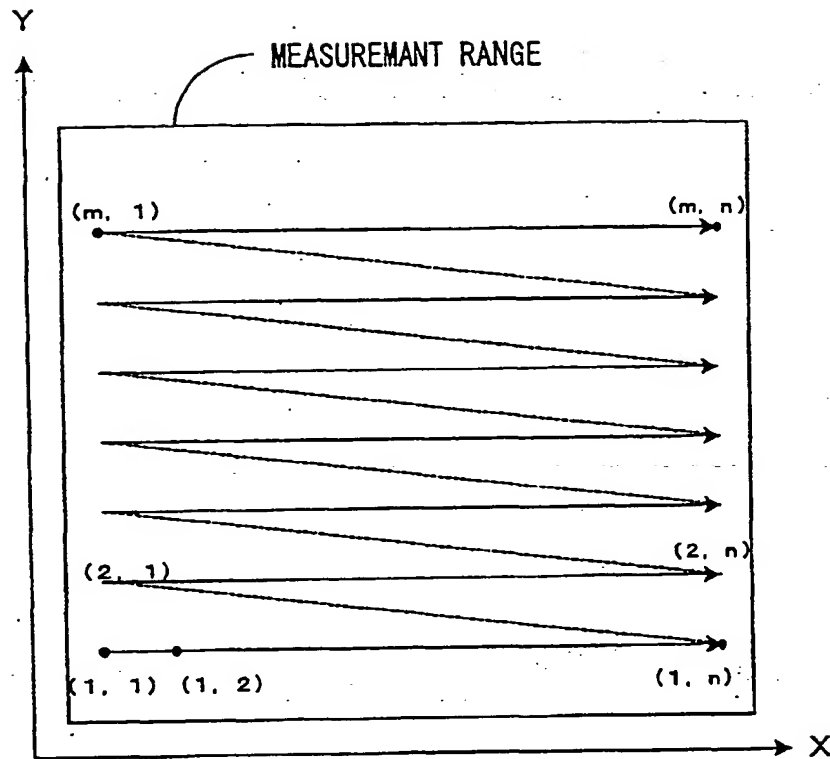 Y
MEASUREMANT RANGE
(m, 1) (m, n)
(2, 1) (2, n)
(1, 1) (1, 2) (1, n)
X